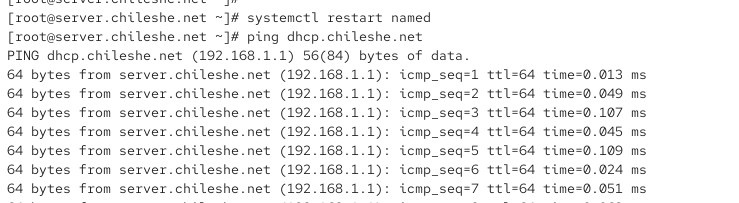 [root@server.chileshe.net ~]#
[root@server.chileshe.net ~]# systemctl restart named
[root@server.chileshe.net ~]# ping dhcp.chileshe.net
PING dhcp.chileshe.net (192.168.1.1) 56(84) bytes of data.
64 bytes from server.chileshe.net (192.168.1.1): icmp_seq=1 ttl=64 time=0.013 ms
64 bytes from server.chileshe.net (192.168.1.1): icmp_seq=2 ttl=64 time=0.049 ms
64 bytes from server.chileshe.net (192.168.1.1): icmp_seq=3 ttl=64 time=0.107 ms
64 bytes from server.chileshe.net (192.168.1.1): icmp_seq=4 ttl=64 time=0.045 ms
64 bytes from server.chileshe.net (192.168.1.1): icmp_seq=5 ttl=64 time=0.109 ms
64 bytes from server.chileshe.net (192.168.1.1): icmp_seq=6 ttl=64 time=0.024 ms
64 bytes from server.chileshe.net (192.168.1.1): icmp_seq=7 ttl=64 time=0.051 ms